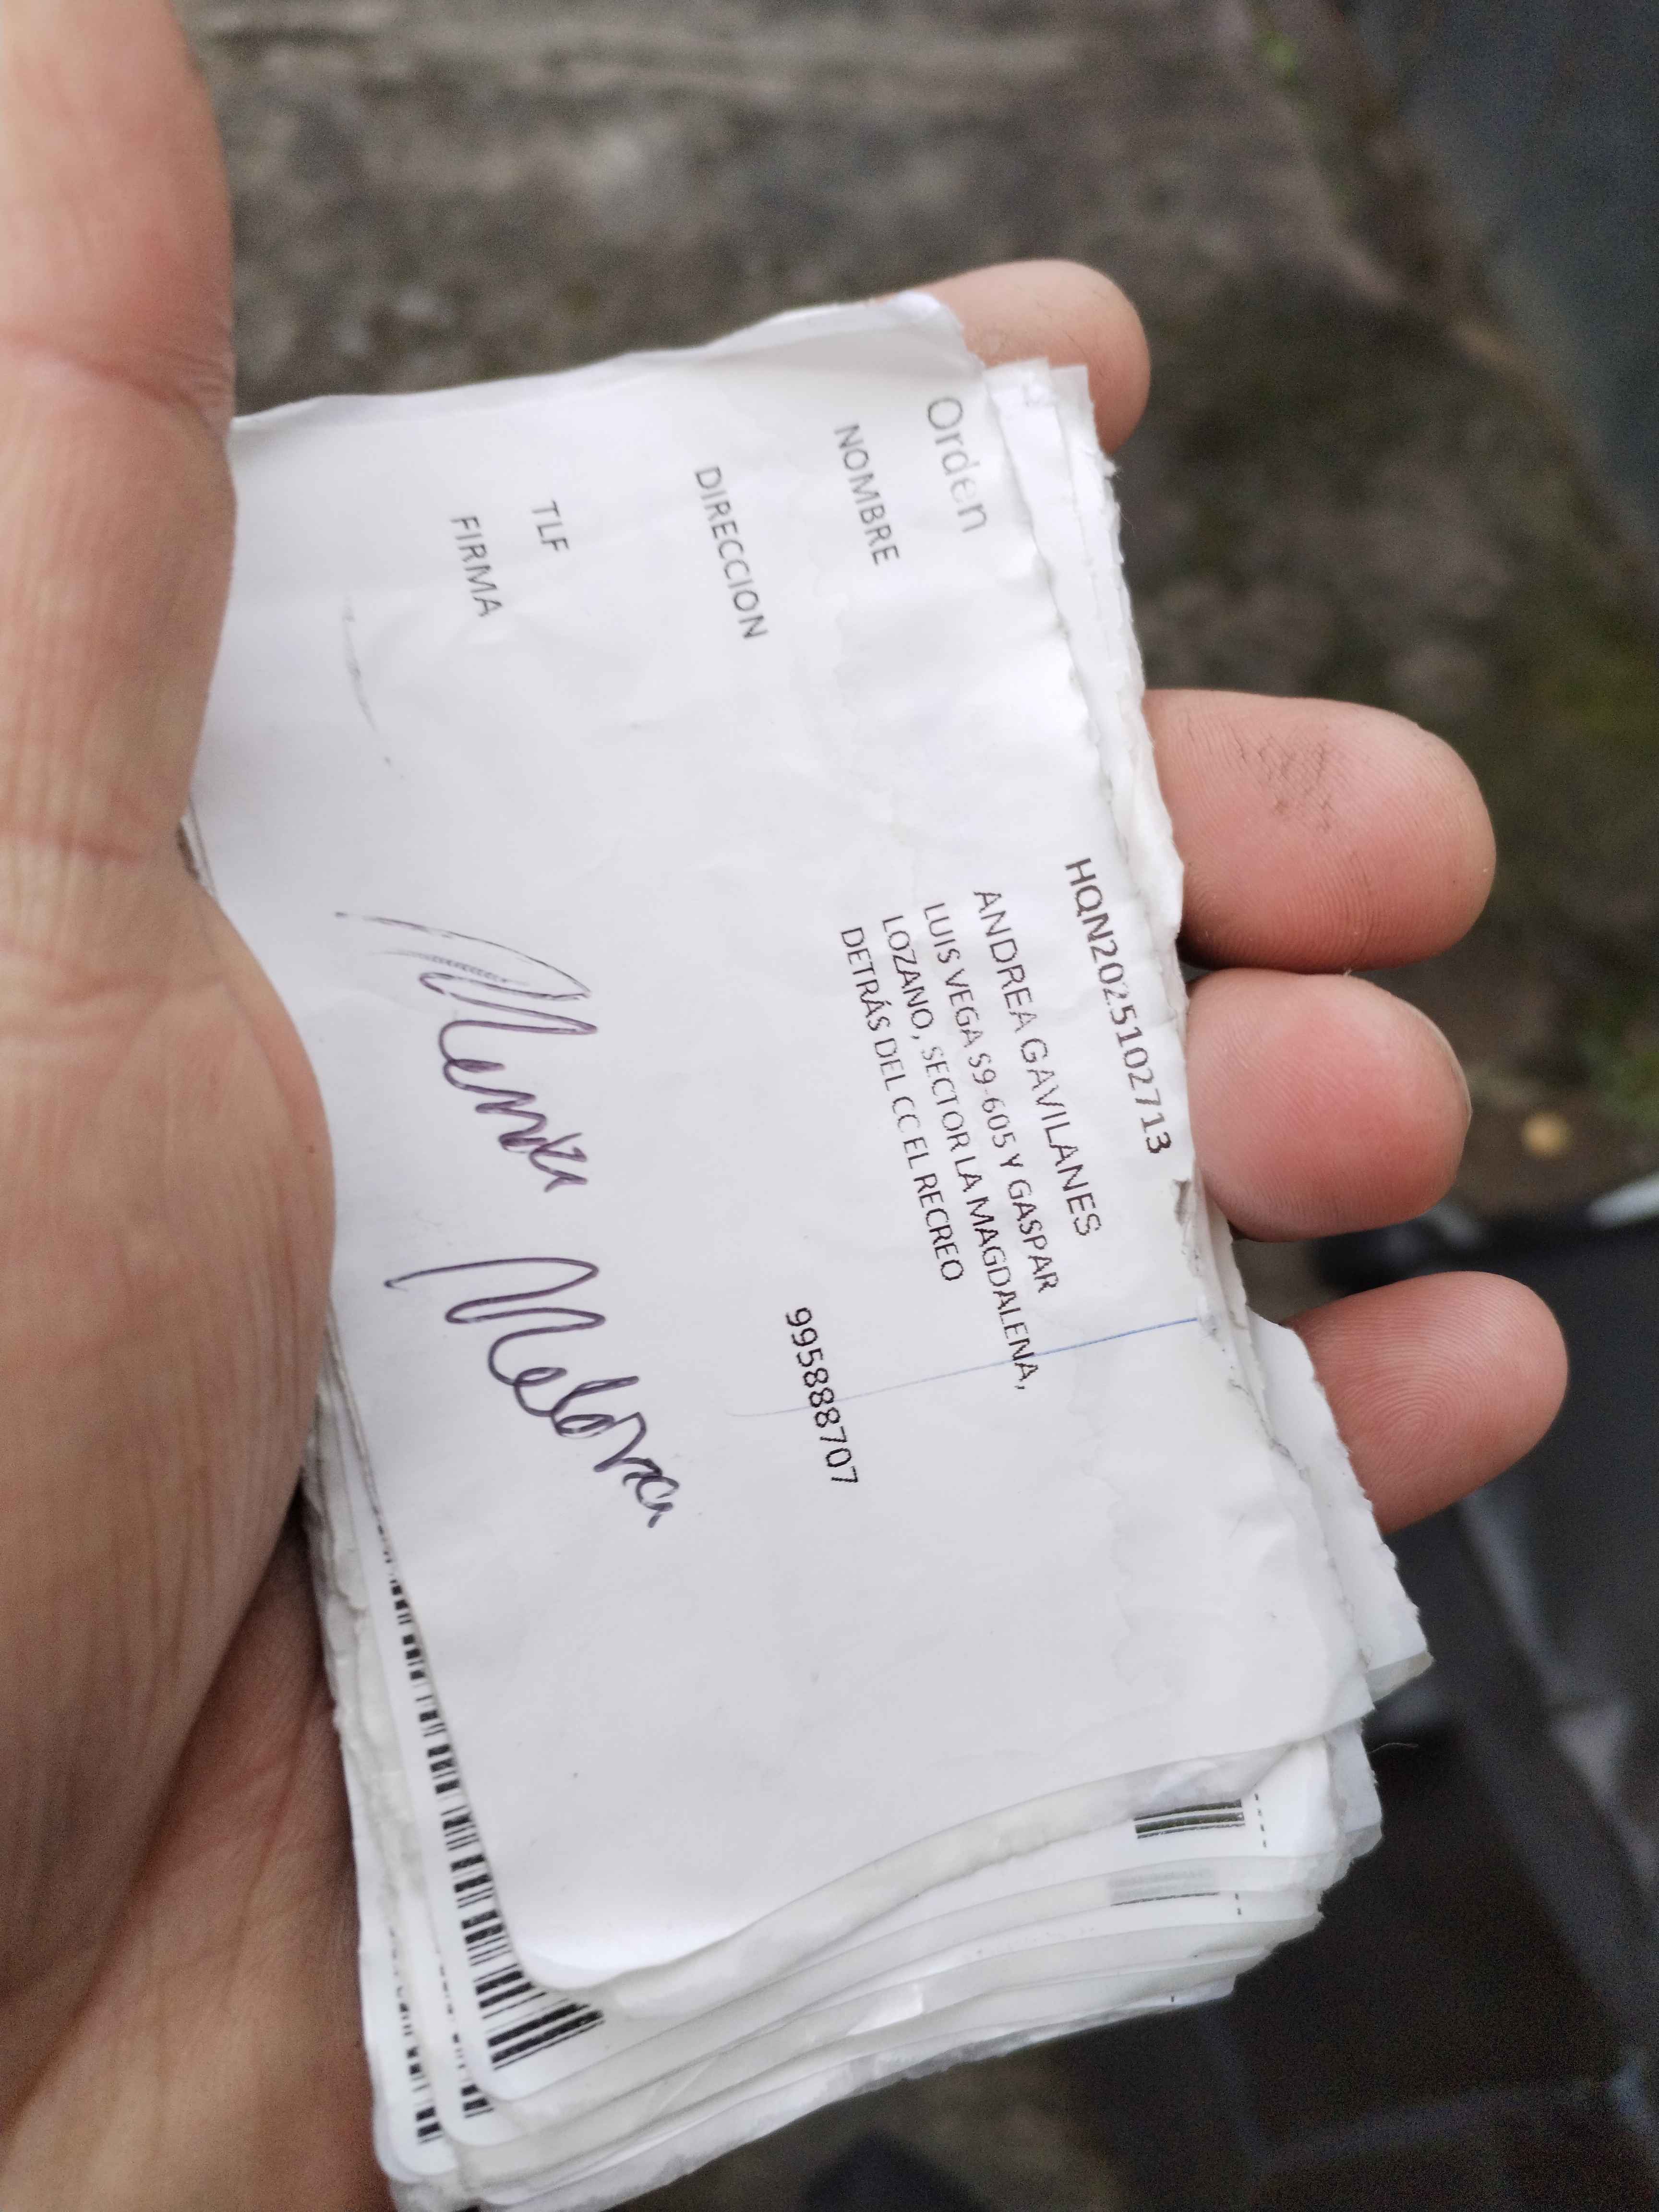 Orden HQN2025102713
NOMBRE ANDREA GAVILANES
LUIS VEGA S9-605 Y GASPAR
DIRECCION LOZANO, SECTOR LA MAGDALENA,
DETRÁS DEL CC EL RECREO
TLF 995888707
FIRMA